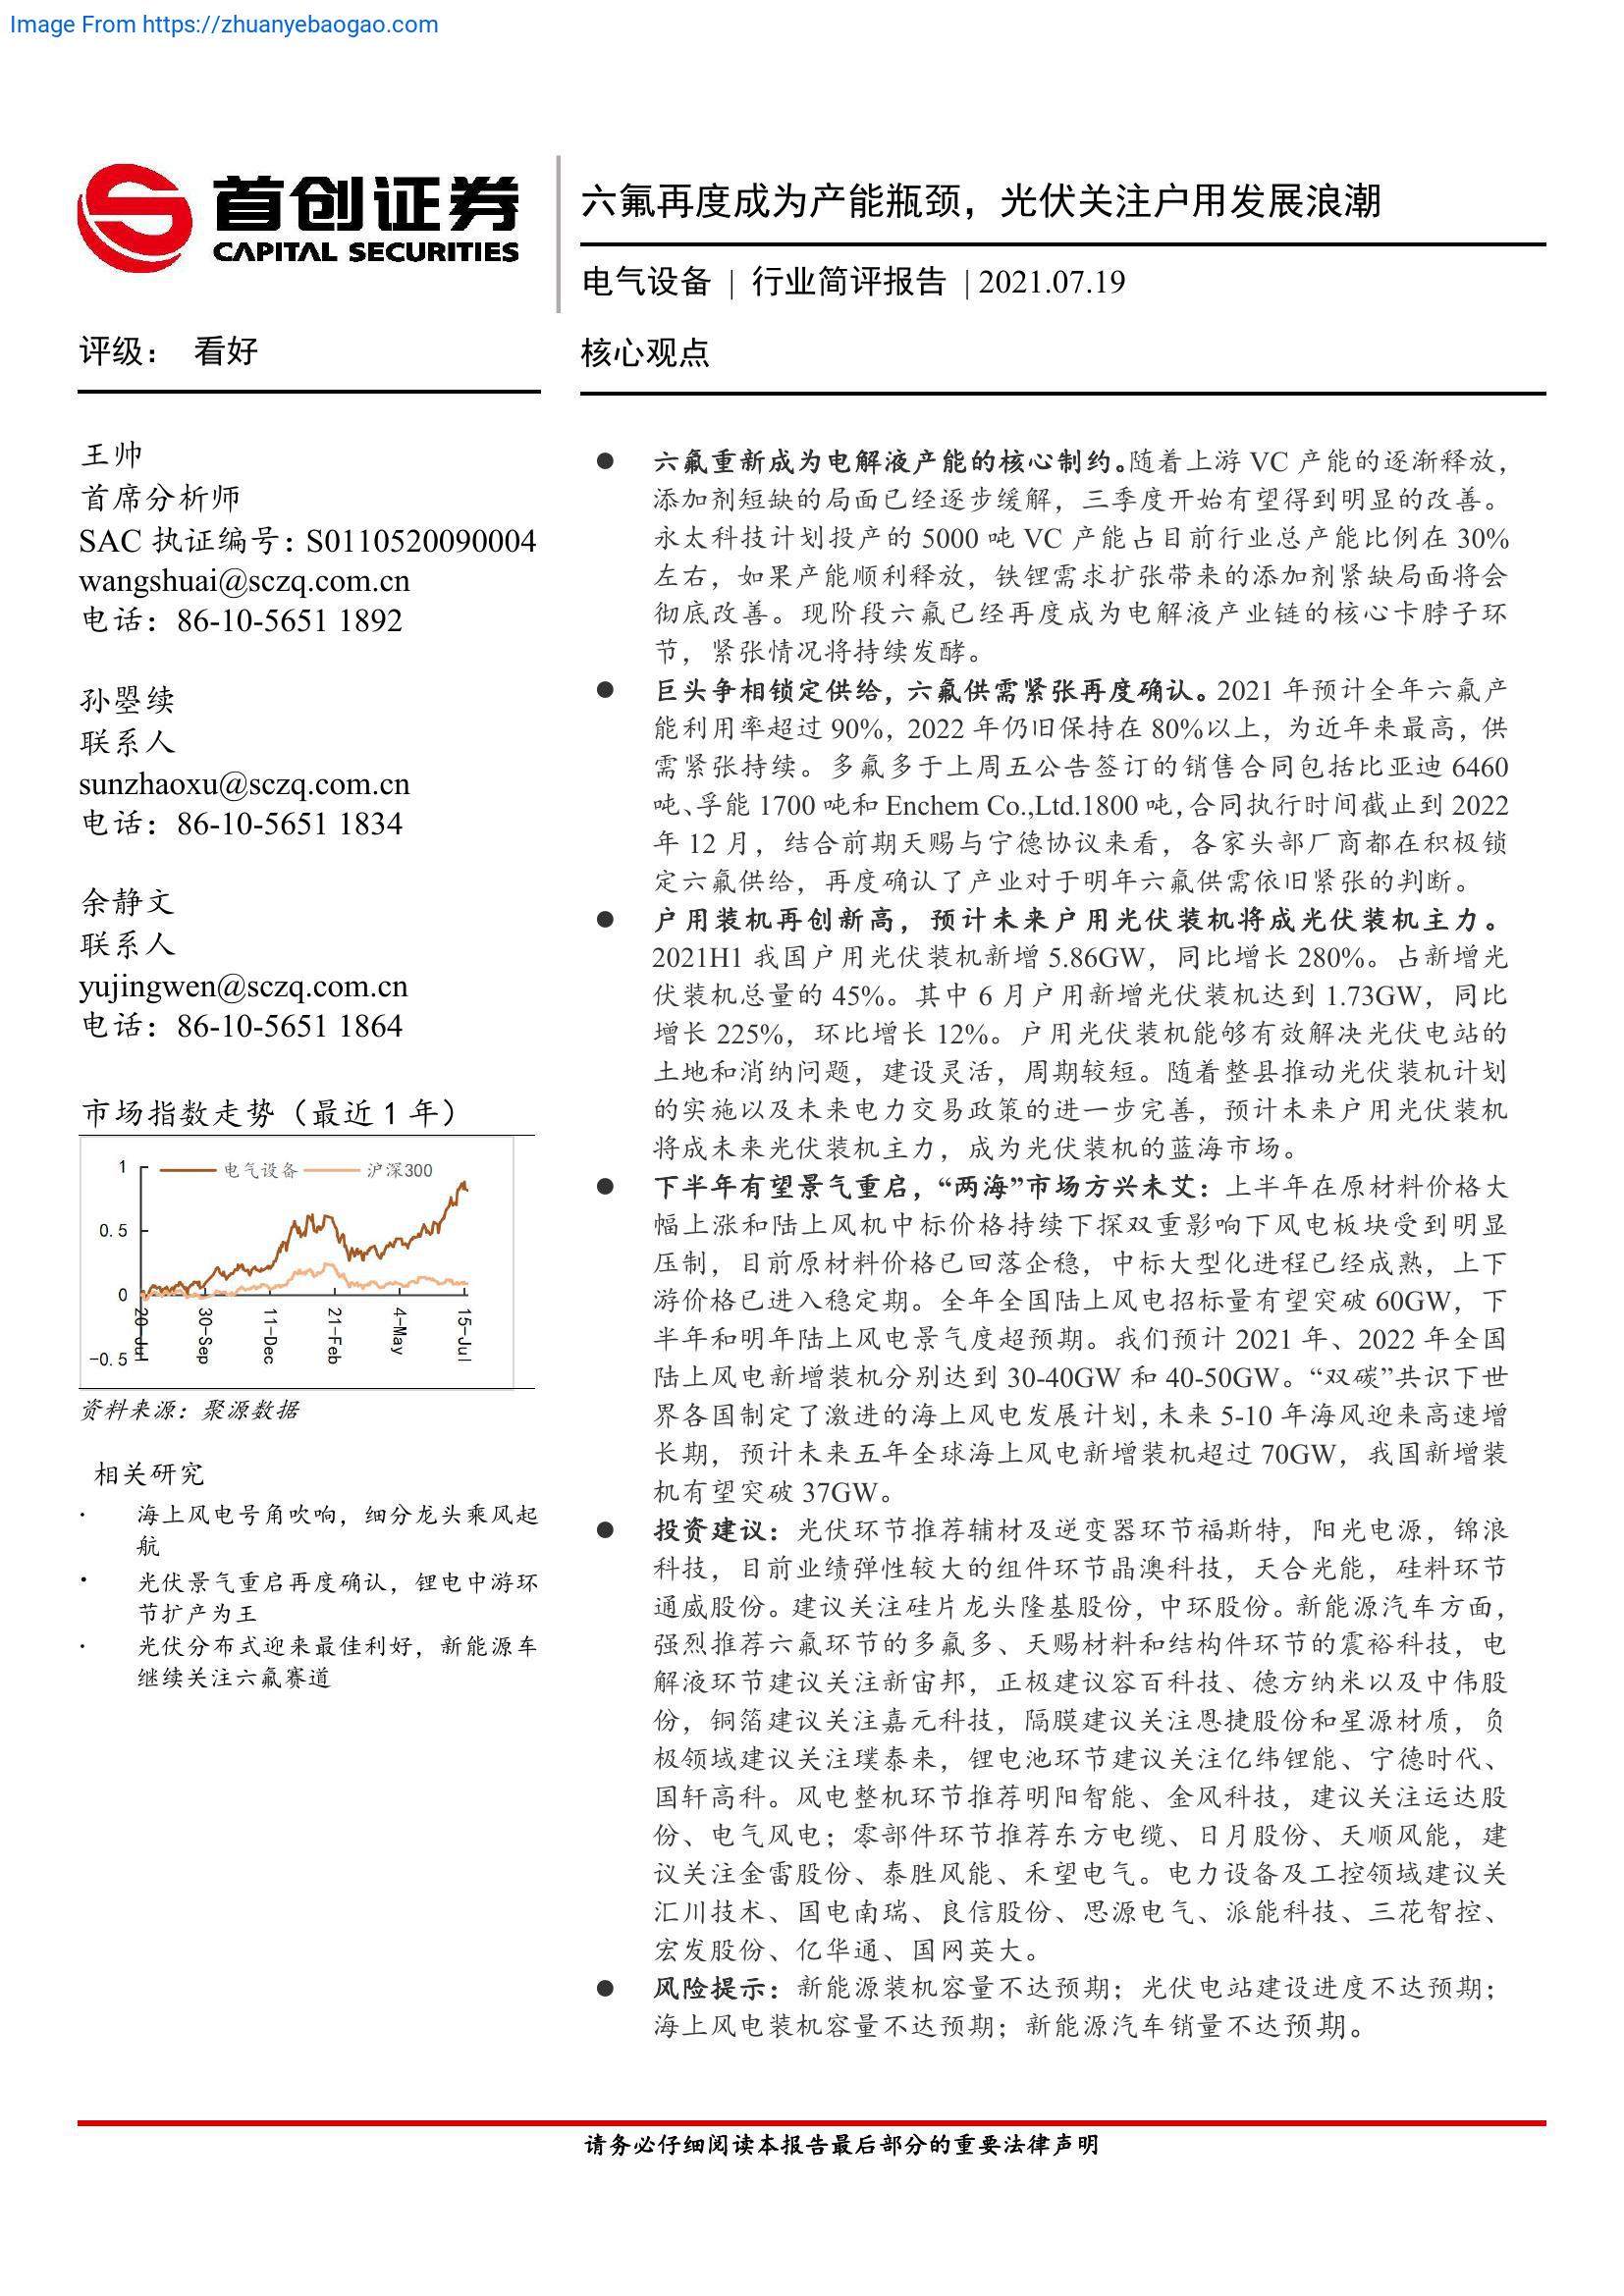 Image From https://zhuanyebaogao.com
首创证券
CAPITAL SECURITIES
六氟再度成为产能瓶颈，光伏关注户用发展浪潮
电气设备 | 行业简评报告 | 2021.07.19
评级： 看好
核心观点
王帅
首席分析师
SAC 执证编号：S0110520090004
wangshuai@sczq.com.cn
电话：86-10-5651 1892
孙曌续
联系人
sunzhaoxu@sczq.com.cn
电话：86-10-5651 1834
余静文
联系人
yujingwen@sczq.com.cn
电话：86-10-5651 1864
市场指数走势（最近 1 年）
电气设备 沪深300
1
0.5
0
-0.5
20-Jul
30-Sep
11-Dec
21-Feb
4-May
15-Jul
资料来源：聚源数据
相关研究
· 海上风电号角吹响，细分龙头乘风起
航
· 光伏景气重启再度确认，锂电中游环
节扩产为王
· 光伏分布式迎来最佳利好，新能源车
继续关注六氟赛道
● 六氟重新成为电解液产能的核心制约。随着上游 VC 产能的逐渐释放，
添加剂短缺的局面已经逐步缓解，三季度开始有望得到明显的改善。
永太科技计划投产的 5000 吨 VC 产能占目前行业总产能比例在 30%
左右，如果产能顺利释放，铁锂需求扩张带来的添加剂紧缺局面将会
彻底改善。现阶段六氟已经再度成为电解液产业链的核心卡脖子环
节，紧张情况将持续发酵。
● 巨头争相锁定供给，六氟供需紧张再度确认。2021 年预计全年六氟产
能利用率超过 90%，2022 年仍旧保持在 80%以上，为近年来最高，供
需紧张持续。多氟多于上周五公告签订的销售合同包括比亚迪 6460
吨、孚能 1700 吨和 Enchem Co.,Ltd.1800 吨，合同执行时间截止到 2022
年 12 月，结合前期天赐与宁德协议来看，各家头部厂商都在积极锁
定六氟供给，再度确认了产业对于明年六氟供需依旧紧张的判断。
● 户用装机再创新高，预计未来户用光伏装机将成光伏装机主力。
2021H1 我国户用光伏装机新增 5.86GW，同比增长 280%。占新增光
伏装机总量的 45%。其中 6 月户用新增光伏装机达到 1.73GW，同比
增长 225%，环比增长 12%。户用光伏装机能够有效解决光伏电站的
土地和消纳问题，建设灵活，周期较短。随着整县推动光伏装机计划
的实施以及未来电力交易政策的进一步完善，预计未来户用光伏装机
将成未来光伏装机主力，成为光伏装机的蓝海市场。
● 下半年有望景气重启，“两海”市场方兴未艾：上半年在原材料价格大
幅上涨和陆上风机中标价格持续下探双重影响下风电板块受到明显
压制，目前原材料价格已回落企稳，中标大型化进程已经成熟，上下
游价格已进入稳定期。全年全国陆上风电招标量有望突破 60GW，下
半年和明年陆上风电景气度超预期。我们预计 2021 年、2022 年全国
陆上风电新增装机分别达到 30-40GW 和 40-50GW。“双碳”共识下世
界各国制定了激进的海上风电发展计划，未来 5-10 年海风迎来高速增
长期，预计未来五年全球海上风电新增装机超过 70GW，我国新增装
机有望突破 37GW。
● 投资建议：光伏环节推荐辅材及逆变器环节福斯特，阳光电源，锦浪
科技，目前业绩弹性较大的组件环节晶澳科技，天合光能，硅料环节
通威股份。建议关注硅片龙头隆基股份，中环股份。新能源汽车方面，
强烈推荐六氟环节的多氟多、天赐材料和结构件环节的震裕科技，电
解液环节建议关注新宙邦，正极建议容百科技、德方纳米以及中伟股
份，铜箔建议关注嘉元科技，隔膜建议关注恩捷股份和星源材质，负
极领域建议关注璞泰来，锂电池环节建议关注亿纬锂能、宁德时代、
国轩高科。风电整机环节推荐明阳智能、金风科技，建议关注运达股
份、电气风电；零部件环节推荐东方电缆、日月股份、天顺风能，建
议关注金雷股份、泰胜风能、禾望电气。电力设备及工控领域建议关
汇川技术、国电南瑞、良信股份、思源电气、派能科技、三花智控、
宏发股份、亿华通、国网英大。
● 风险提示：新能源装机容量不达预期；光伏电站建设进度不达预期；
海上风电装机容量不达预期；新能源汽车销量不达预期。
请务必仔细阅读本报告最后部分的重要法律声明